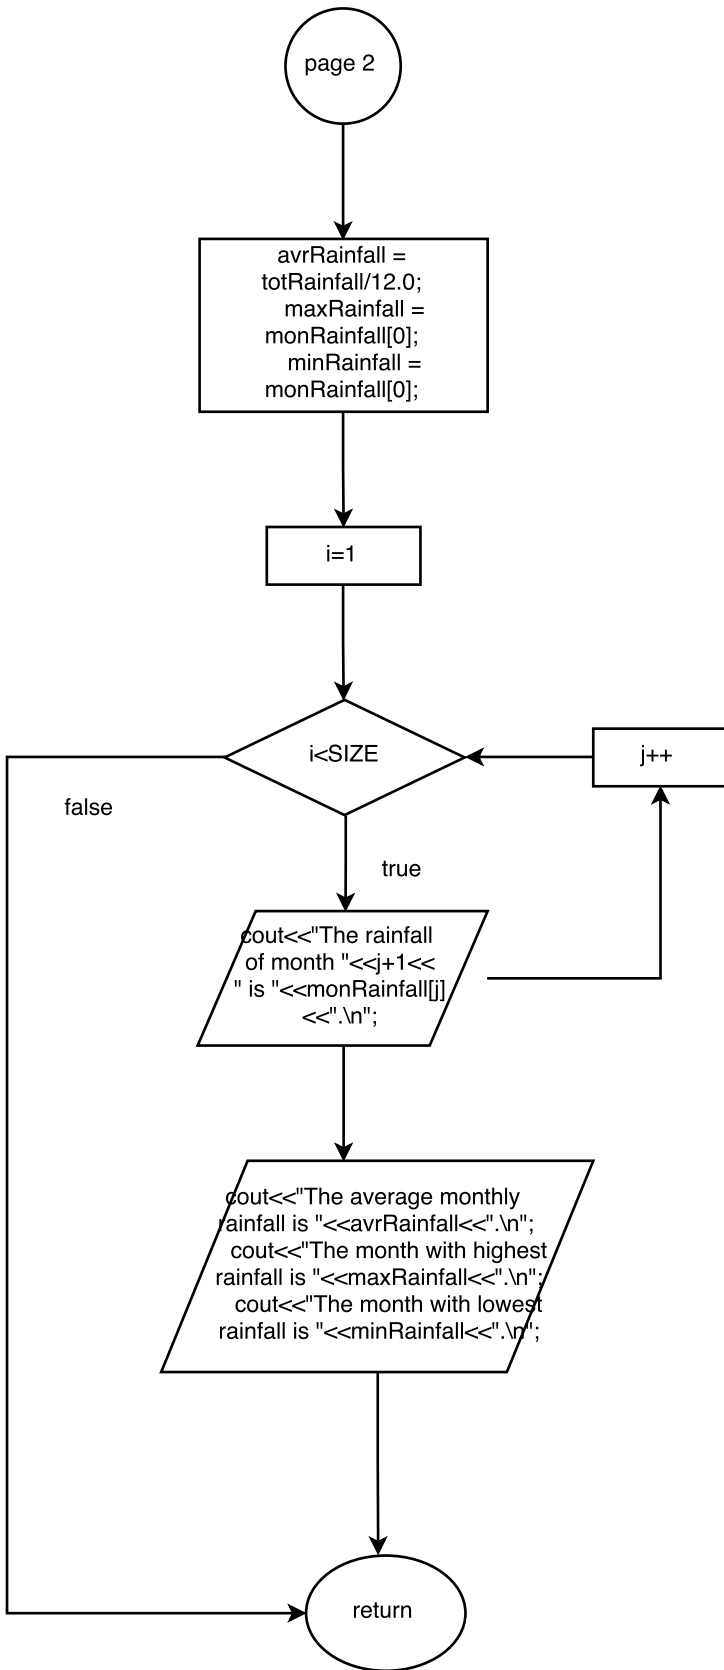 page 2
avrRainfall =
totRainfall/12.0;
maxRainfall =
monRainfall[0];
minRainfall =
monRainfall[0];
i=1
i<SIZE
j++
false
true
cout<<"The rainfall
of month "<<j+1<<
" is "<<monRainfall[j]
<<".\n";
cout<<"The average monthly
rainfall is "<<avrRainfall<<".\n";
cout<<"The month with highest
rainfall is "<<maxRainfall<<".\n";
cout<<"The month with lowest
rainfall is "<<minRainfall<<".\n";
return